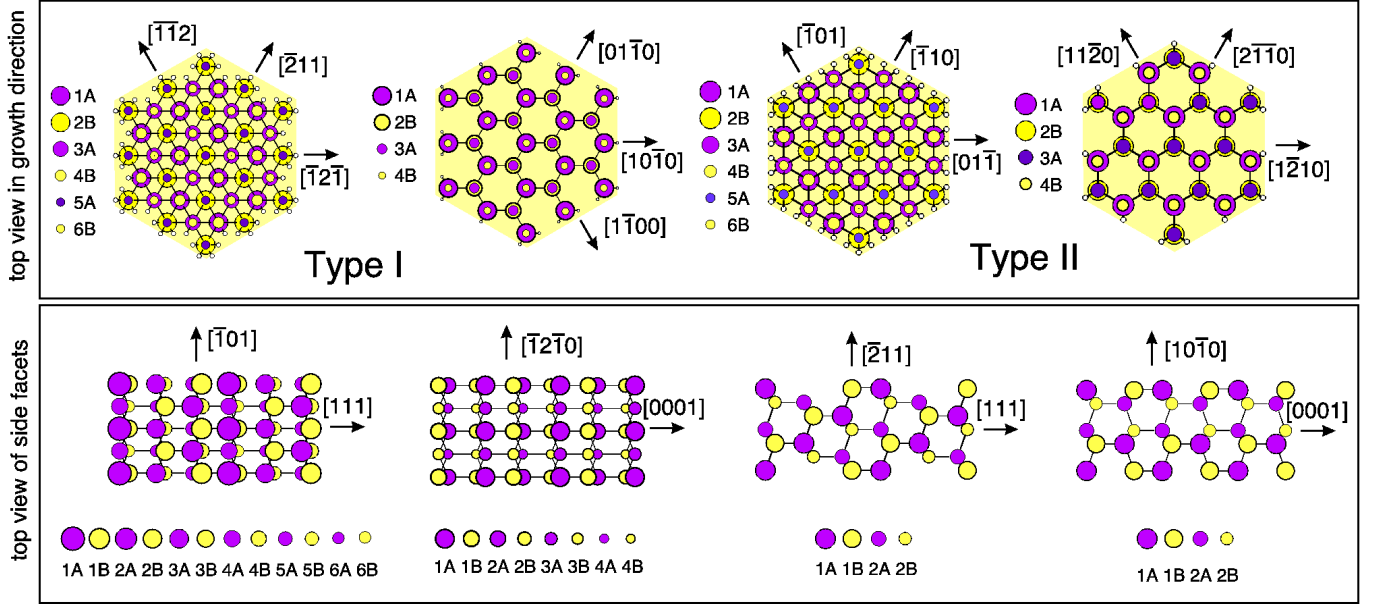 top view in growth direction
[1̅1̅2]
[2̅11]
[1̅21̅]
1A
2B
3A
4B
5A
6B
[011̅0]
[101̅0]
[11̅00]
1A
2B
3A
4B
Type I
[1̅01]
[1̅10]
[011̅]
1A
2B
3A
4B
5A
6B
[112̅0]
[21̅1̅0]
[12̅10]
1A
2B
3A
4B
Type II
top view of side facets
[1̅01]
[111]
1A 1B 2A 2B 3A 3B 4A 4B 5A 5B 6A 6B
[1̅21̅0]
[0001]
1A 1B 2A 2B 3A 3B 4A 4B
[2̅11]
[111]
1A 1B 2A 2B
[101̅0]
[0001]
1A 1B 2A 2B